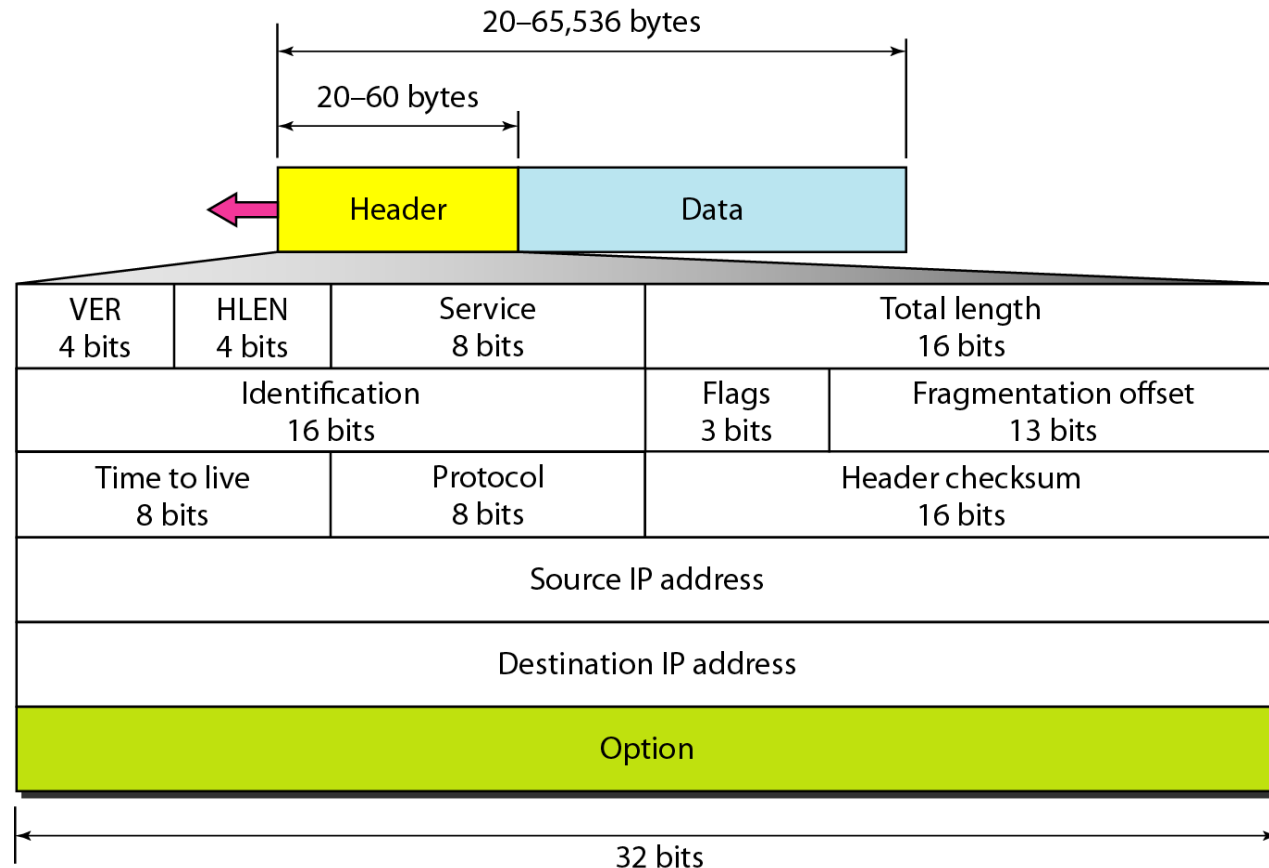 20–65,536 bytes
20–60 bytes
Header
Data
VER
4 bits
HLEN
4 bits
Service
8 bits
Total length
16 bits
Identification
16 bits
Flags
3 bits
Fragmentation offset
13 bits
Time to live
8 bits
Protocol
8 bits
Header checksum
16 bits
Source IP address
Destination IP address
Option
32 bits